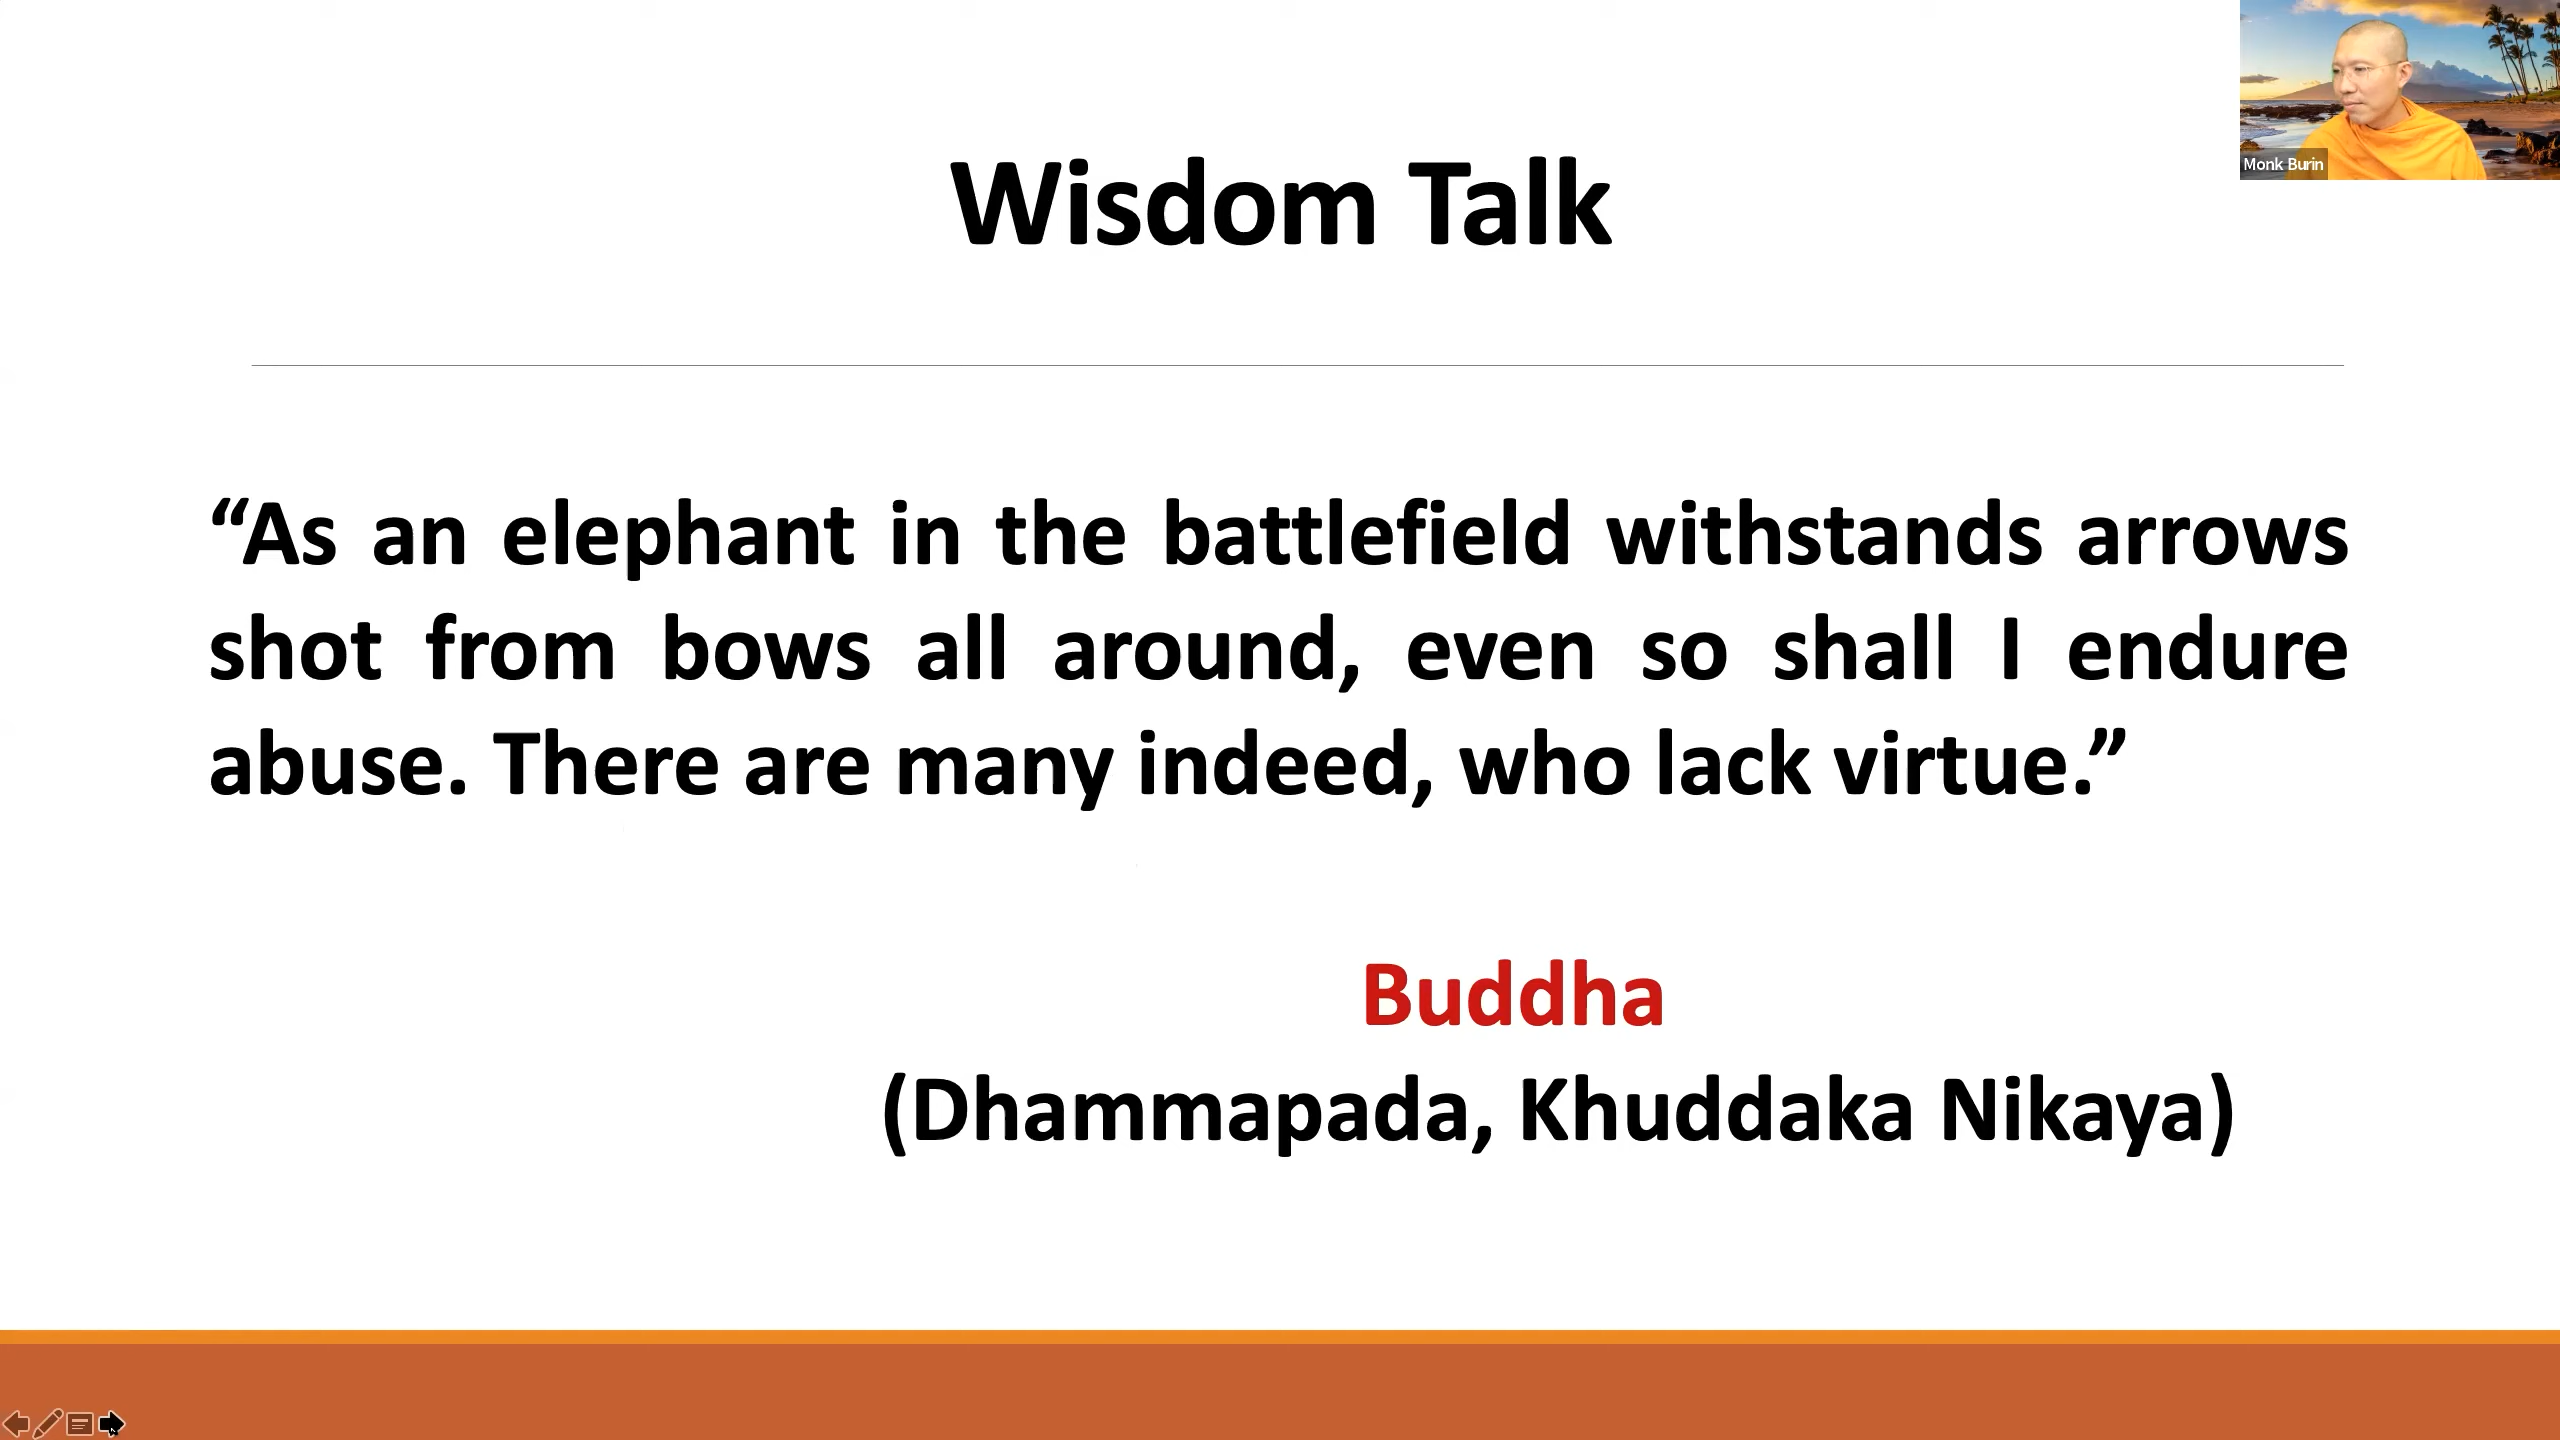 Monk Burin
Wisdom Talk
“As an elephant in the battlefield withstands arrows
shot from bows all around, even so shall I endure
abuse. There are many indeed, who lack virtue.”
Buddha
(Dhammapada, Khuddaka Nikaya)